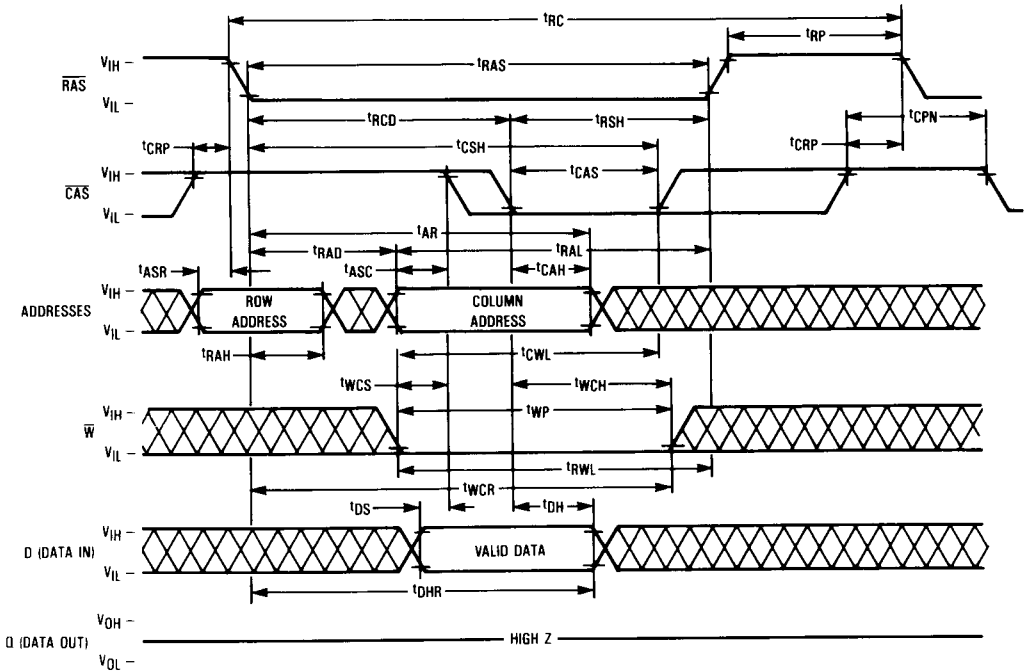 tRC
tRP
VIH
RAS
tRAS
VIL
tRCD
tRSH
tCPN
tCRP
tCSH
tCRP
VIH
CAS
tCAS
VIL
tAR
tRAD
tRAL
tASR
tASC
tCAH
VIH
ADDRESSES
ROW ADDRESS
COLUMN ADDRESS
VIL
tRAH
tCWL
tWCS
tWCH
VIH
W
tWP
VIL
tRWL
tWCR
tDS
tDH
VIH
D (DATA IN)
VALID DATA
VIL
tDHR
VOH
Q (DATA OUT)
HIGH Z
VOL